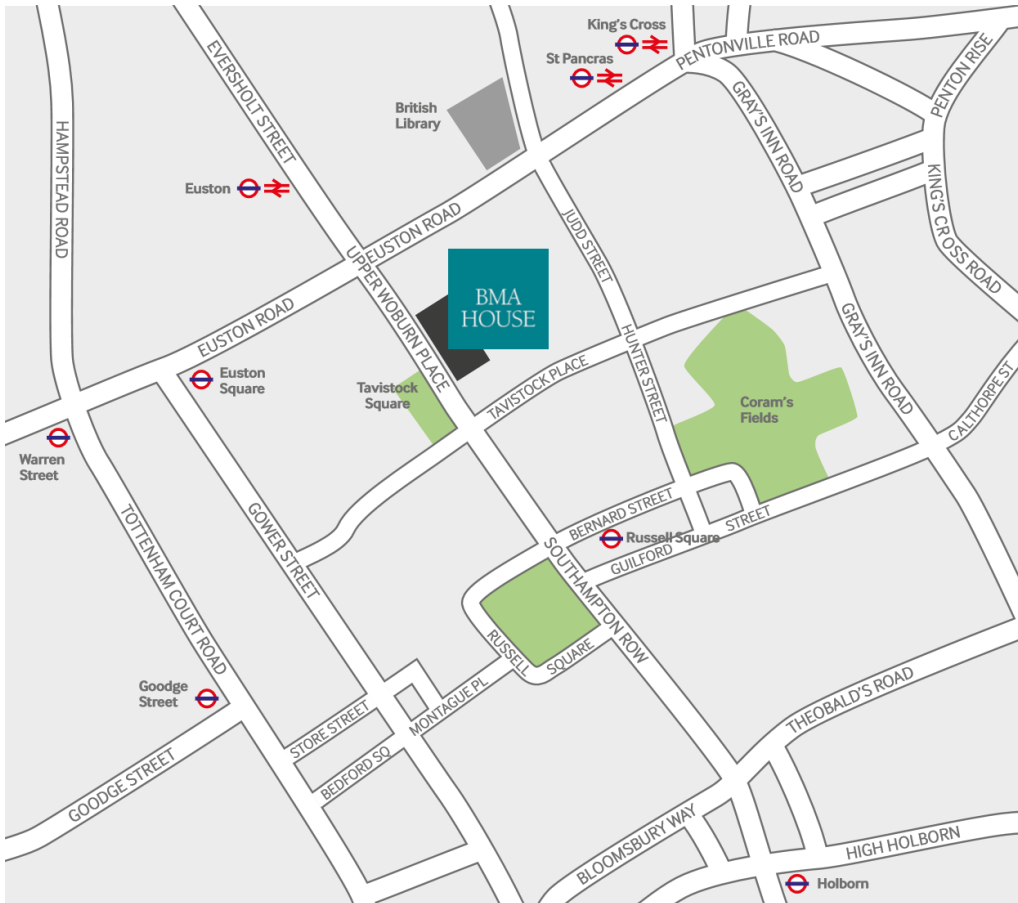 King's Cross
St Pancras
PENTONVILLE ROAD
EVERSHOLT STREET
PENTON RISE
British
Library
GRAY'S INN ROAD
HAMPSTEAD ROAD
Euston
EUSTON ROAD
JUDD STREET
KING'S CROSS ROAD
UPPER WOBURN PLACE
BMA
HOUSE
EUSTON ROAD
GRAY'S INN ROAD
HUNTER STREET
Euston
Square
Tavistock
Square
TAVISTOCK PLACE
Coram's
Fields
CALTHORPE ST
Warren
Street
TOTTENHAM COURT ROAD
GOWER STREET
BERNARD STREET
Russell Square
GUILFORD
STREET
SOUTHAMPTON ROW
RUSSELL
SQUARE
Goodge
Street
MONTAGUE PL
STORE STREET
BEDFORD SQ
THEOBALD'S ROAD
GOODGE STREET
BLOOMSBURY WAY
HIGH HOLBORN
Holborn